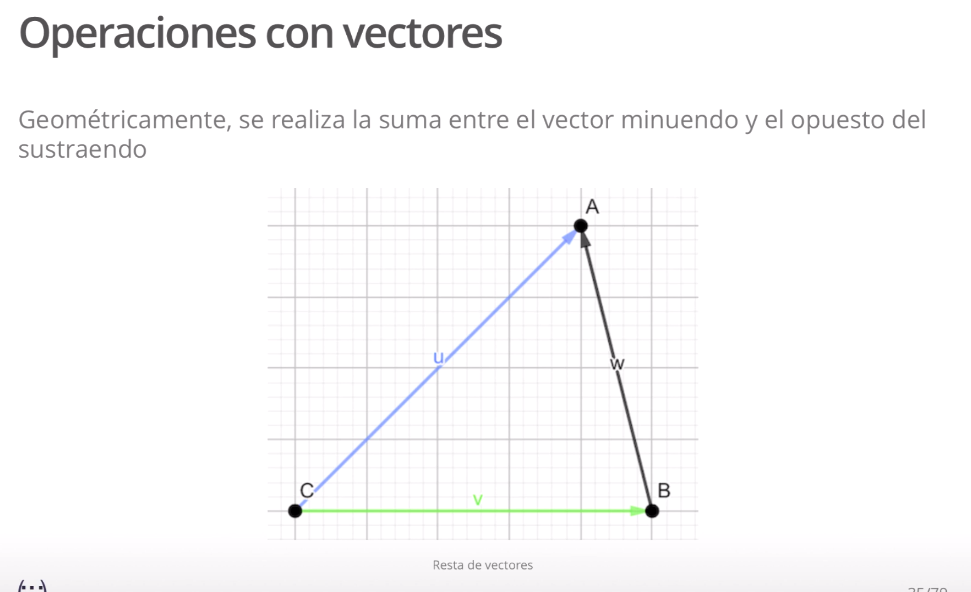 Operaciones con vectores
Geométricamente, se realiza la suma entre el vector minuendo y el opuesto del
sustraendo
A
u
w
C
v
B
Resta de vectores